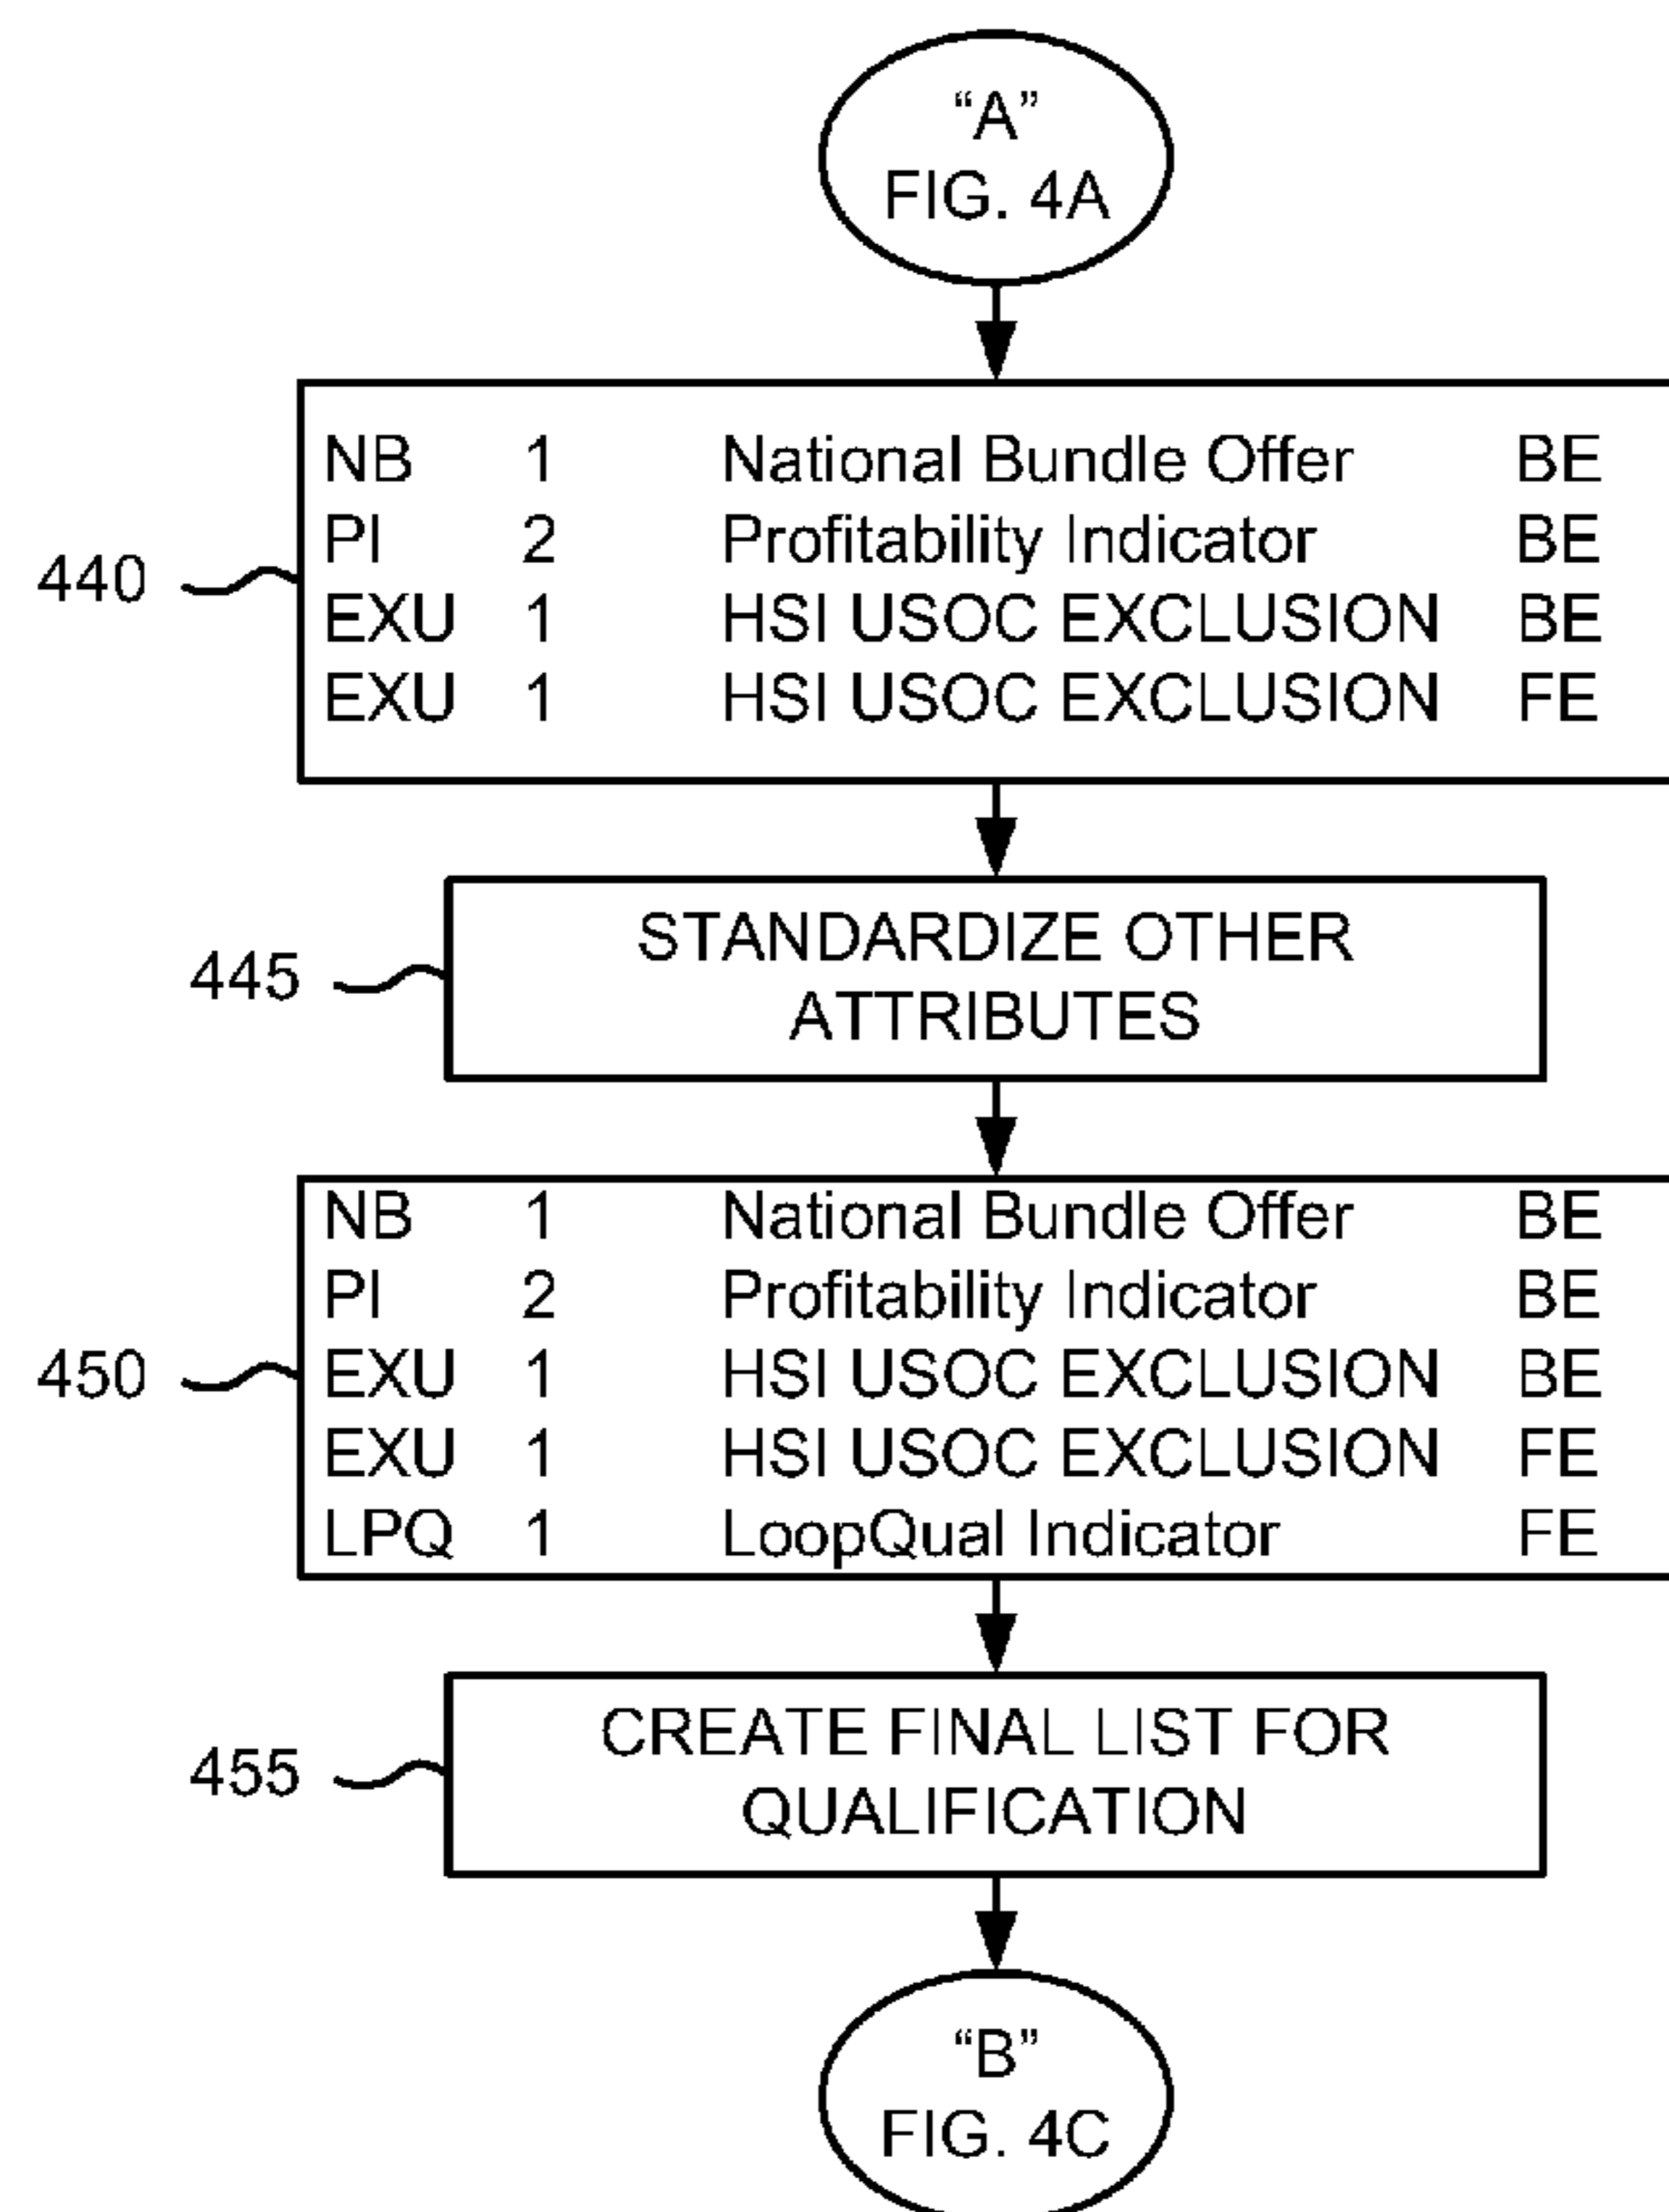 “A”
FIG. 4A
NB 1 National Bundle Offer BE
PI 2 Profitability Indicator BE
440
EXU 1 HSI USOC EXCLUSION BE
EXU 1 HSI USOC EXCLUSION FE
STANDARDIZE OTHER
445
ATTRIBUTES
NB 1 National Bundle Offer BE
PI 2 Profitability Indicator BE
450
EXU 1 HSI USOC EXCLUSION BE
EXU 1 HSI USOC EXCLUSION FE
LPQ 1 LoopQual Indicator FE
CREATE FINAL LIST FOR
455
QUALIFICATION
“B”
FIG. 4C